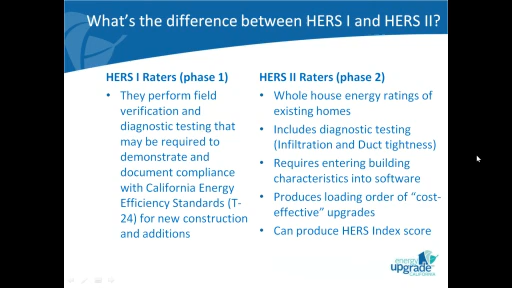 What's the difference between HERS I and HERS II?
HERS I Raters (phase 1)
• They perform field
verification and
diagnostic testing that
may be required to
demonstrate and
document compliance
with California Energy
Efficiency Standards (T-
24) for new construction
and additions
HERS II Raters (phase 2)
• Whole house energy ratings of
existing homes
• Includes diagnostic testing
(Infiltration and Duct tightness)
• Requires entering building
characteristics into software
• Produces loading order of "cost-
effective" upgrades
• Can produce HERS Index score
energy
upgrade
CALIFORNIA